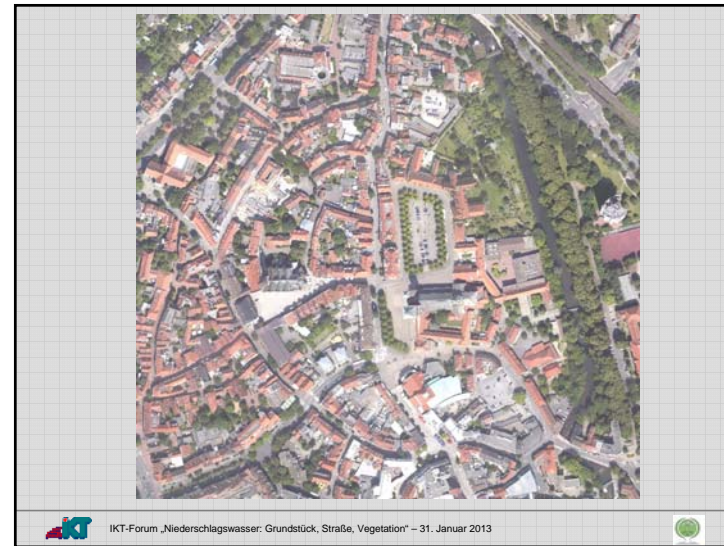 IKT
IKT-Forum „Niederschlagswasser: Grundstück, Straße, Vegetation“ – 31. Januar 2013